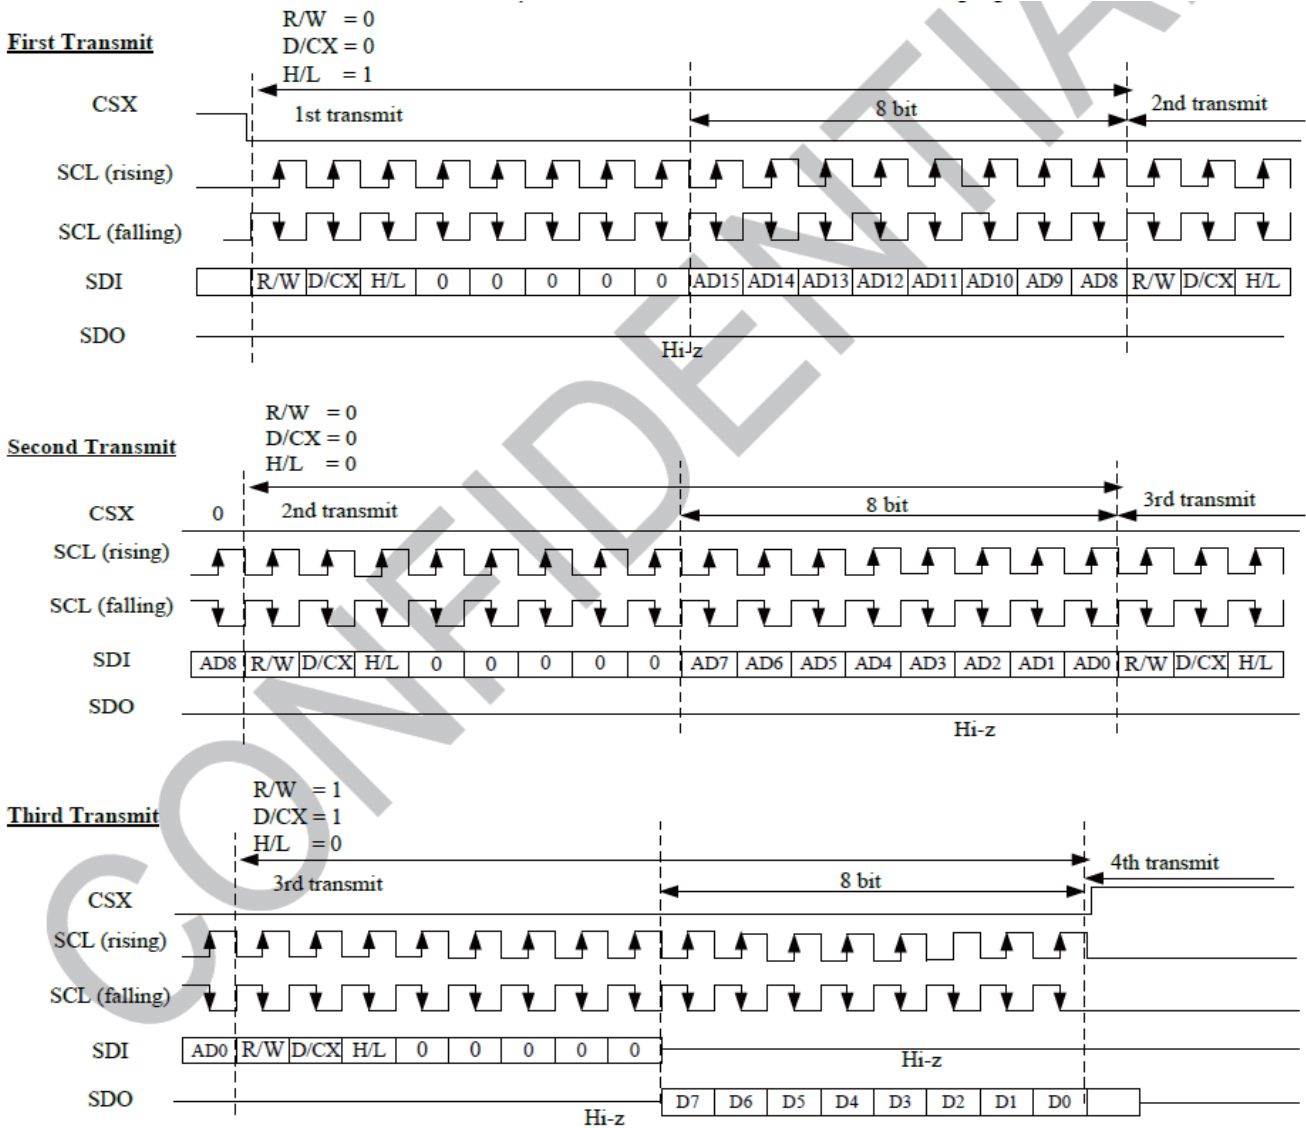 R/W = 0
First Transmit
D/CX = 0
H/L = 1
CSX
1st transmit
8 bit
2nd transmit
SCL (rising)
SCL (falling)
SDI
R/W D/CX H/L 0 0 0 0 0 AD15 AD14 AD13 AD12 AD11 AD10 AD9 AD8 R/W D/CX H/L
SDO
Hi-z
R/W = 0
D/CX = 0
Second Transmit
H/L = 0
CSX 0
2nd transmit
8 bit
3rd transmit
SCL (rising)
SCL (falling)
SDI
AD8 R/W D/CX H/L 0 0 0 0 0 AD7 AD6 AD5 AD4 AD3 AD2 AD1 AD0 R/W D/CX H/L
SDO
Hi-z
R/W = 1
Third Transmit
D/CX = 1
H/L = 0
3rd transmit
8 bit
4th transmit
CSX
SCL (rising)
SCL (falling)
SDI
AD0 R/W D/CX H/L 0 0 0 0 0
Hi-z
SDO
Hi-z
D7 D6 D5 D4 D3 D2 D1 D0
CONFIDENTIA